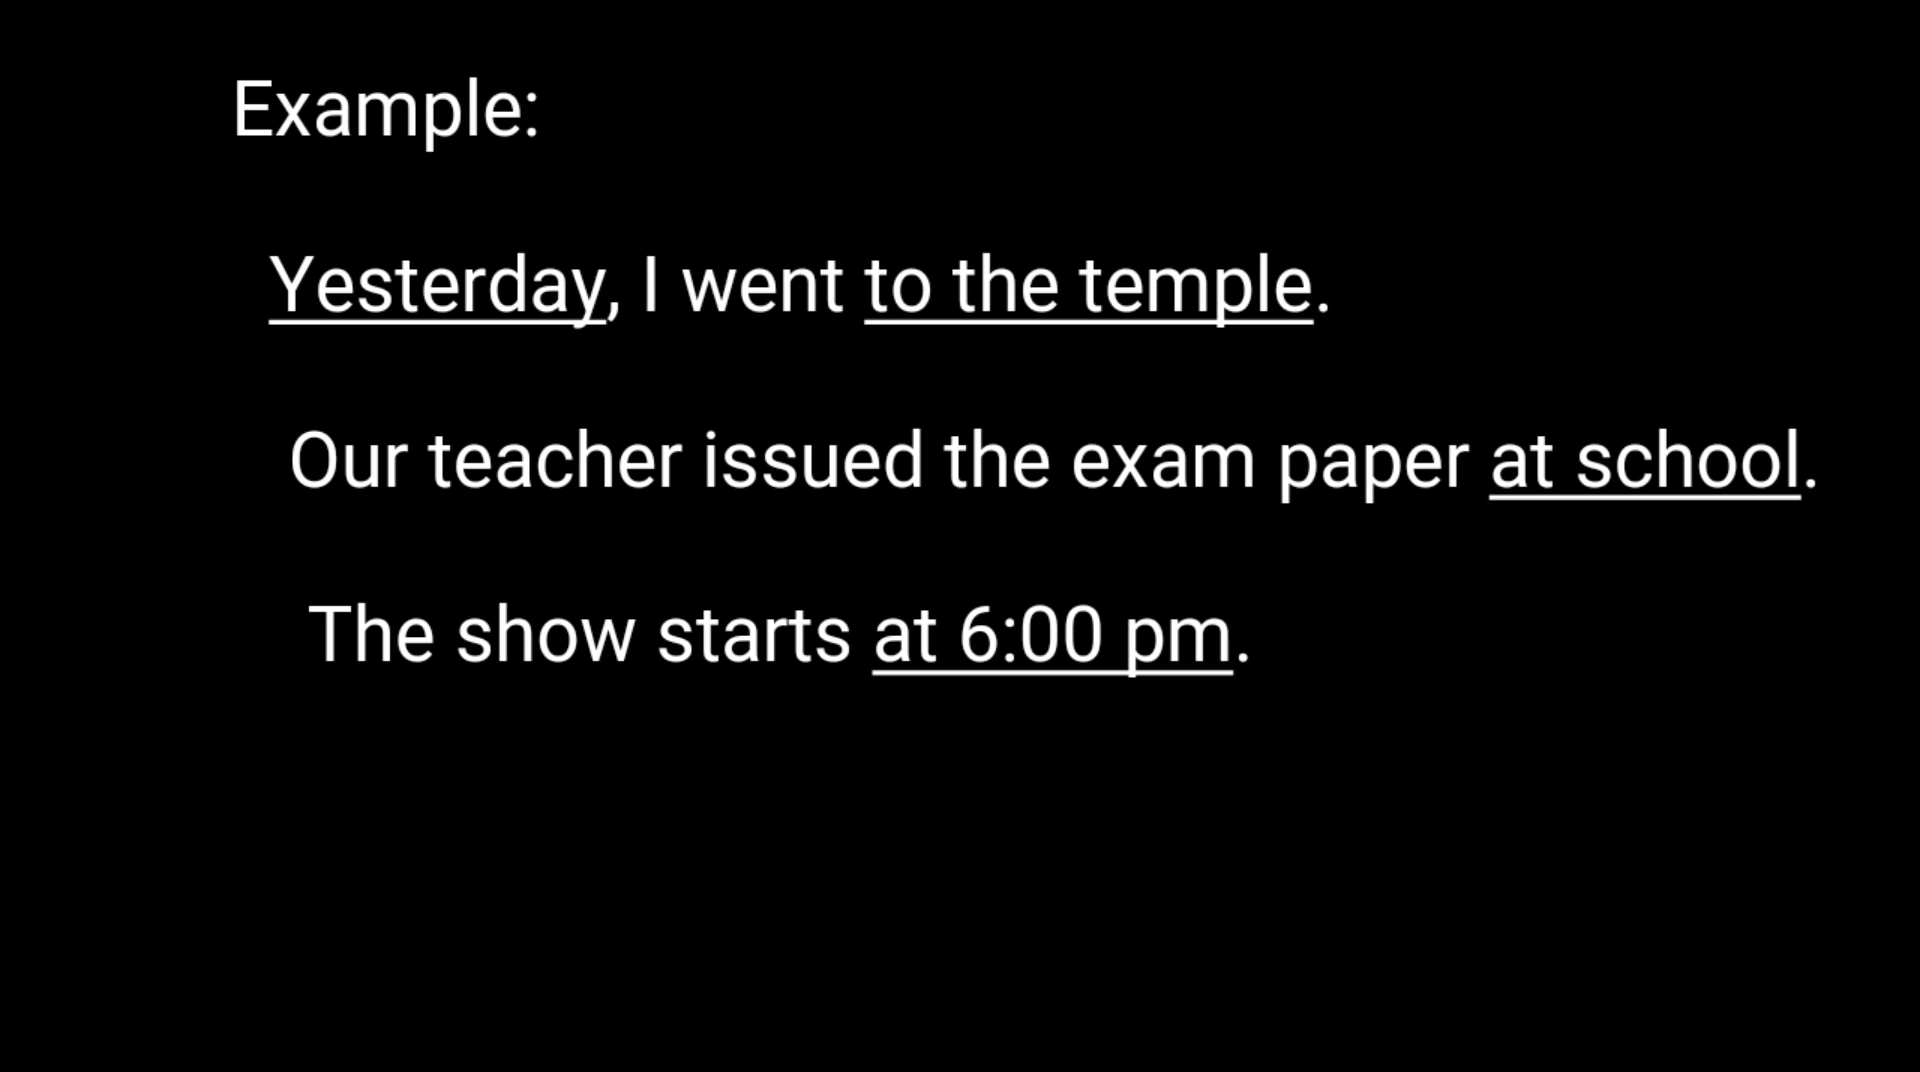 Example:
Yesterday, I went to the temple.
Our teacher issued the exam paper at school.
The show starts at 6:00 pm.